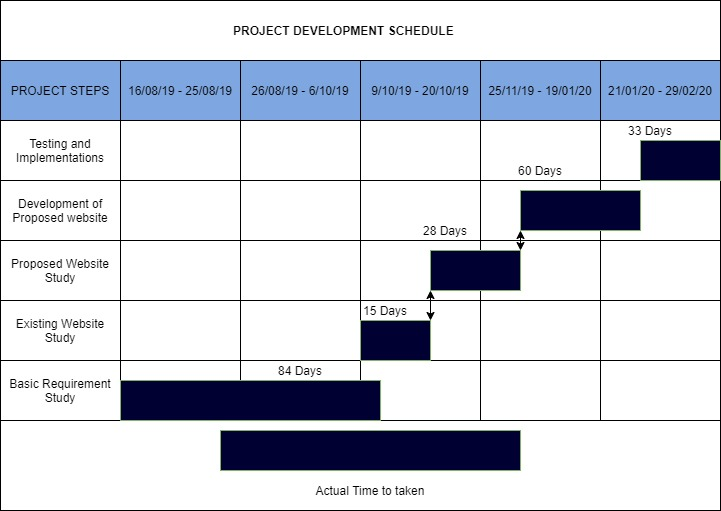 PROJECT DEVELOPMENT SCHEDULE
PROJECT STEPS
16/08/19 - 25/08/19
26/08/19 - 6/10/19
9/10/19 - 20/10/19
25/11/19 - 19/01/20
21/01/20 - 29/02/20
Testing and
Implementations
33 Days
Development of
Proposed website
60 Days
Proposed Website
Study
28 Days
Existing Website
Study
15 Days
Basic Requirement
Study
84 Days
Actual Time to taken